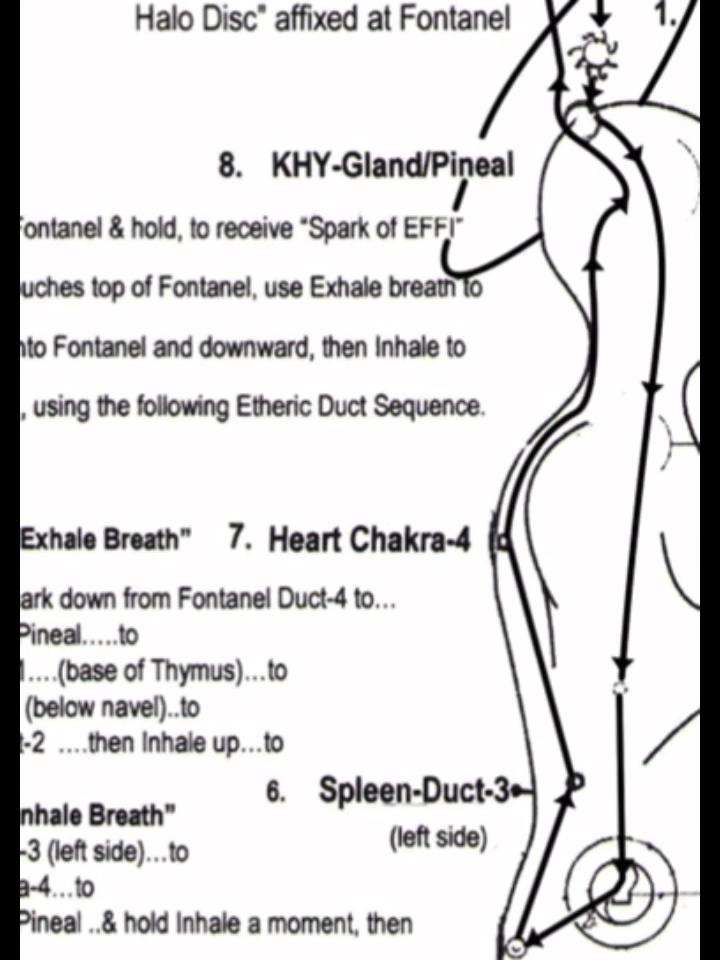 Halo Disc" affixed at Fontanel
1.
8. KHY-Gland/Pineal
Fontanel & hold, to receive "Spark of EFFI"
uches top of Fontanel, use Exhale breath to
nto Fontanel and downward, then Inhale to
, using the following Etheric Duct Sequence.
Exhale Breath" 7. Heart Chakra-4
ark down from Fontanel Duct-4 to...
Pineal.....to
1....(base of Thymus)...to
(below navel)..to
t-2 ....then Inhale up...to
6. Spleen-Duct-3
nhale Breath"
(left side)
-3 (left side)...to
a-4...to
Pineal ..& hold Inhale a moment, then